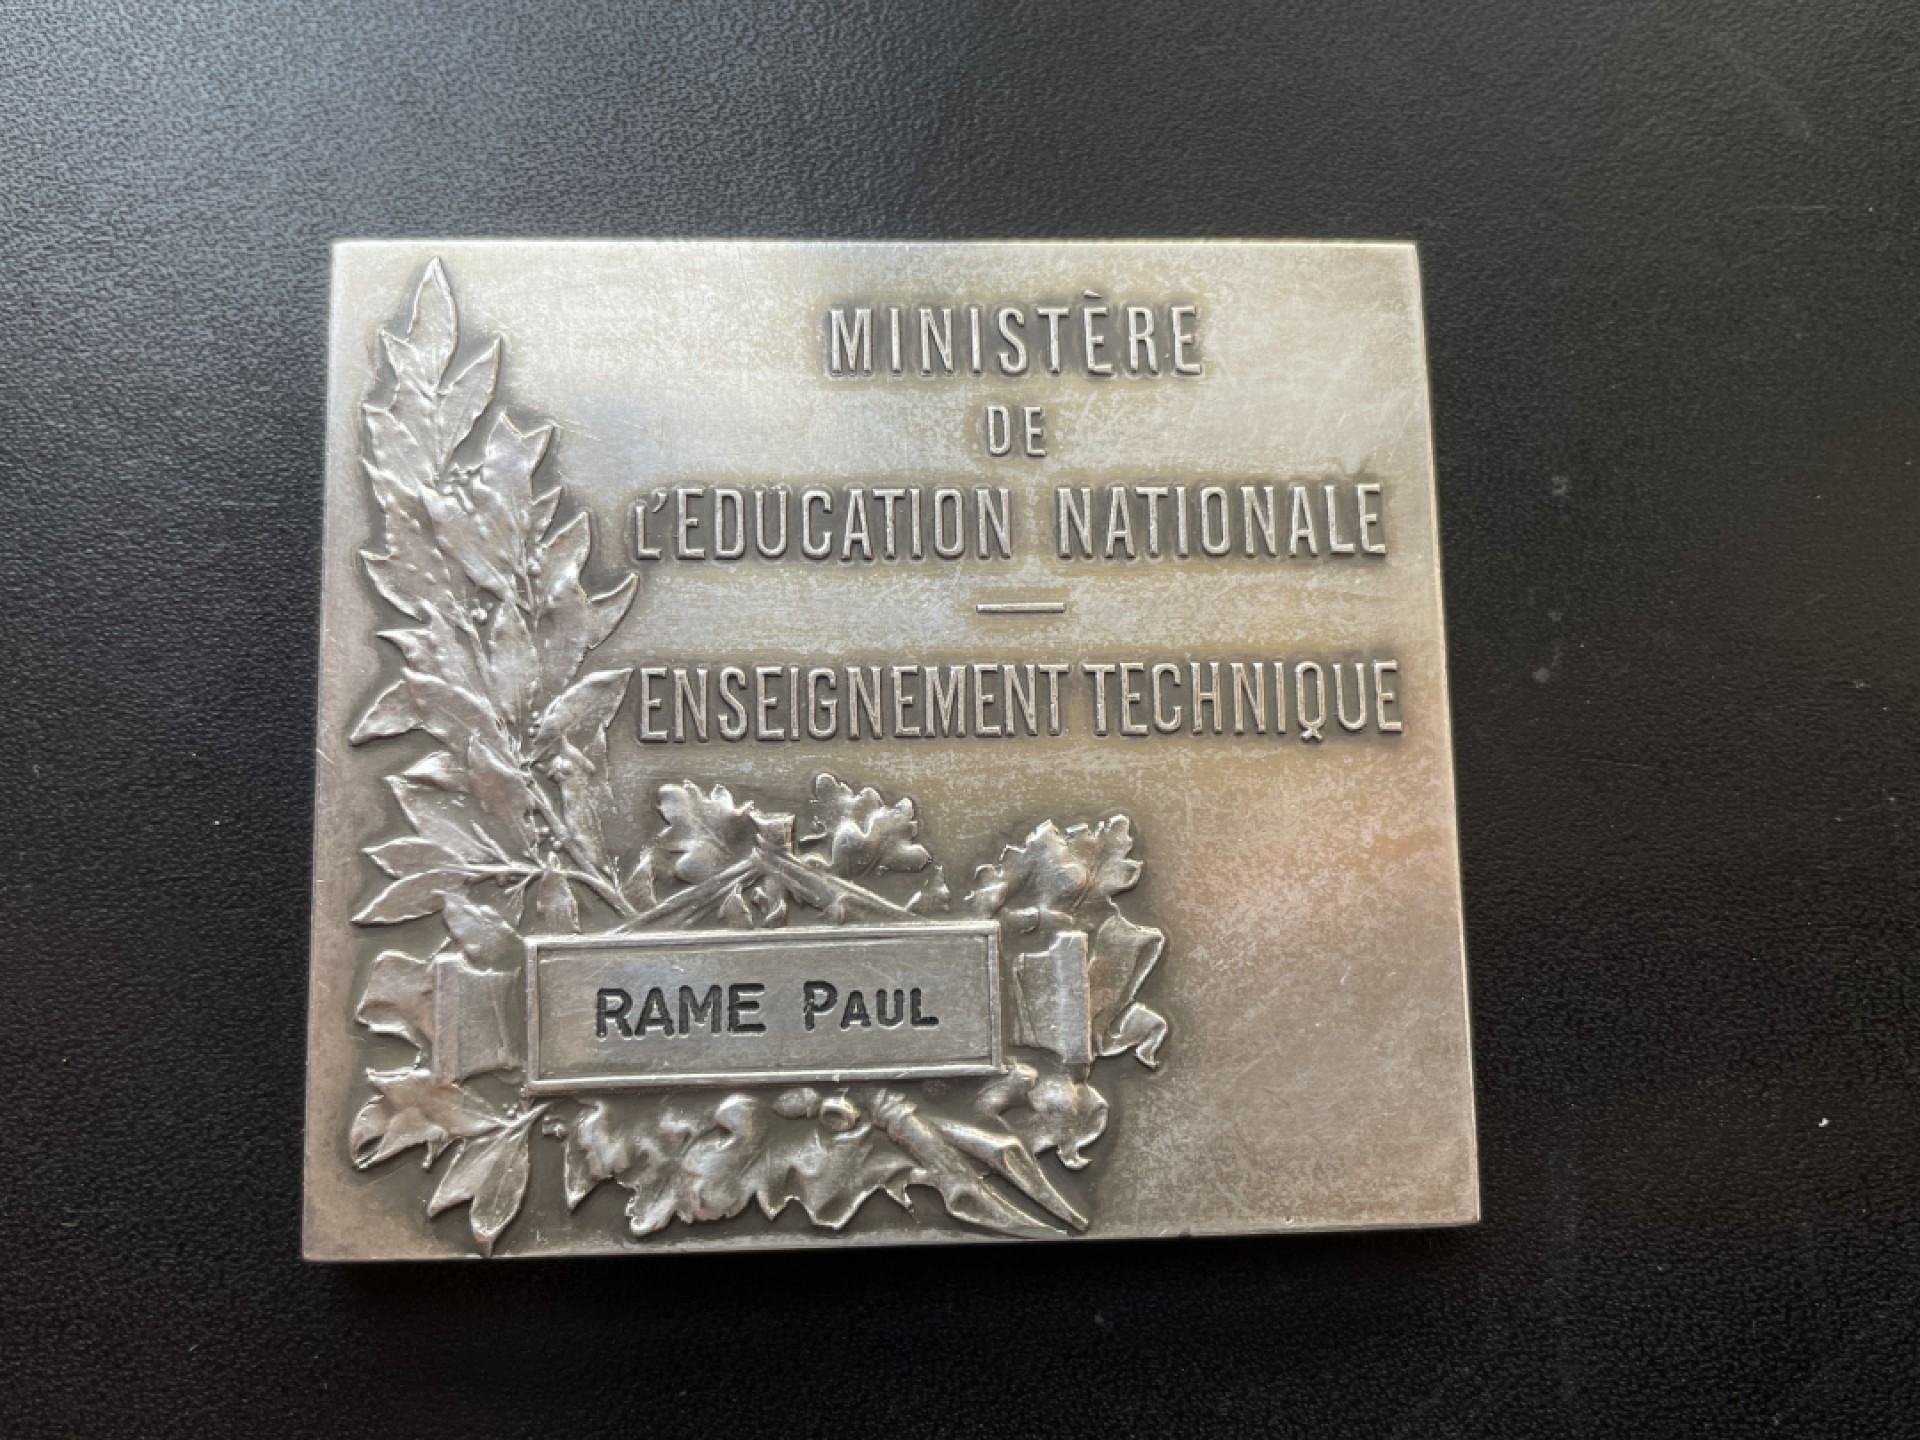 MINISTÈRE
DE
L'EDUCATION NATIONALE
ENSEIGNEMENT TECHNIQUE
RAME PAUL